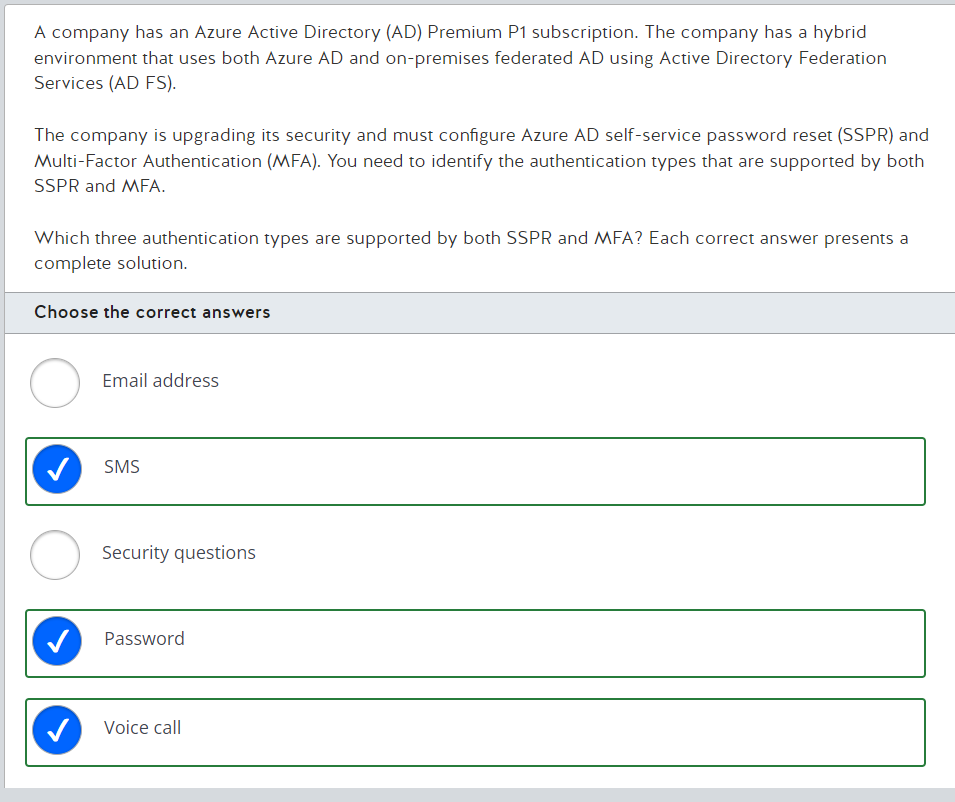 A company has an Azure Active Directory (AD) Premium P1 subscription. The company has a hybrid
environment that uses both Azure AD and on-premises federated AD using Active Directory Federation
Services (AD FS).
The company is upgrading its security and must configure Azure AD self-service password reset (SSPR) and
Multi-Factor Authentication (MFA). You need to identify the authentication types that are supported by both
SSPR and MFA.
Which three authentication types are supported by both SSPR and MFA? Each correct answer presents a
complete solution.
Choose the correct answers
Email address
SMS
Security questions
Password
Voice call